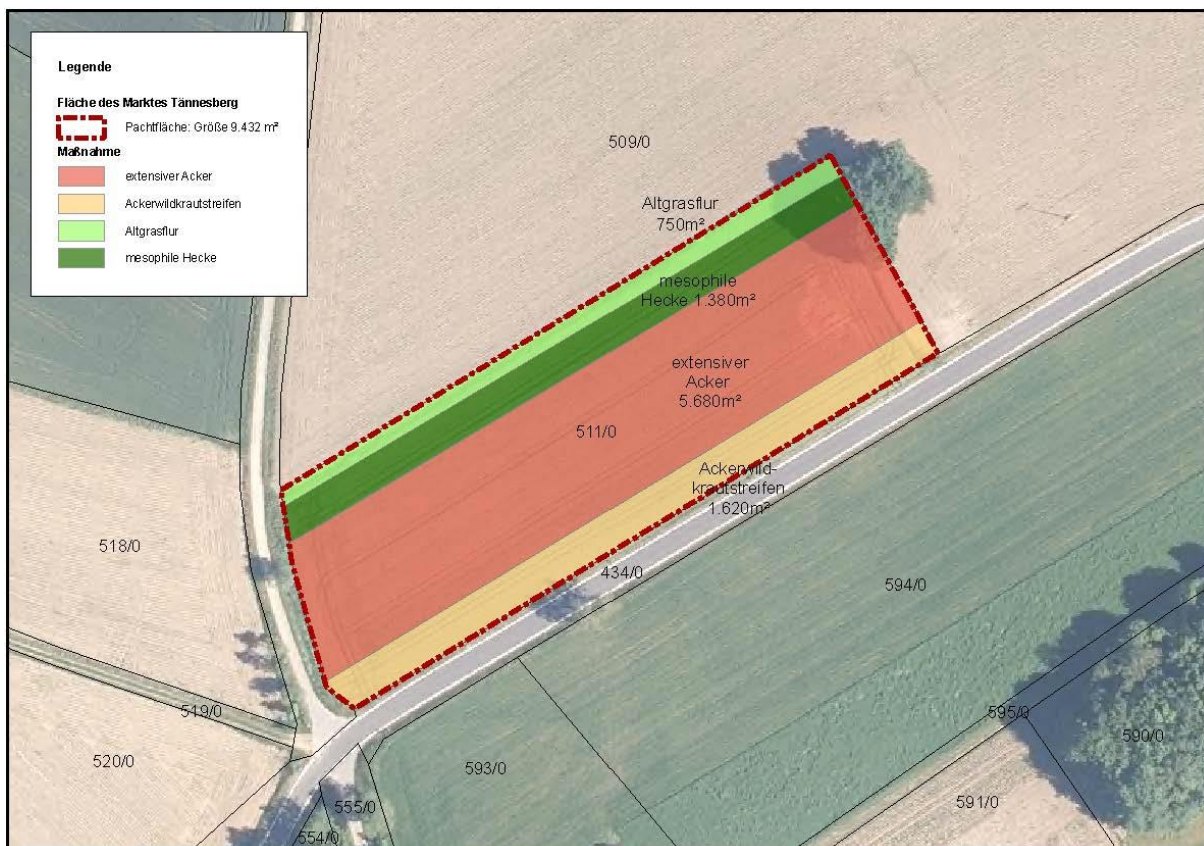 Legende
Fläche des Marktes Tännesberg
Pachtfläche: Größe 9.432 m²
Maßnahme
extensiver Acker
Ackerwildkrautstreifen
Altgrasflur
mesophile Hecke
509/0
Altgrasflur
750m²
mesophile
Hecke 1.380m²
extensiver
Acker
5.680m²
511/0
Ackerwild-
krautstreifen
1.620m²
518/0
434/0
594/0
519/0
520/0
593/0
595/0
590/0
591/0
555/0
554/0